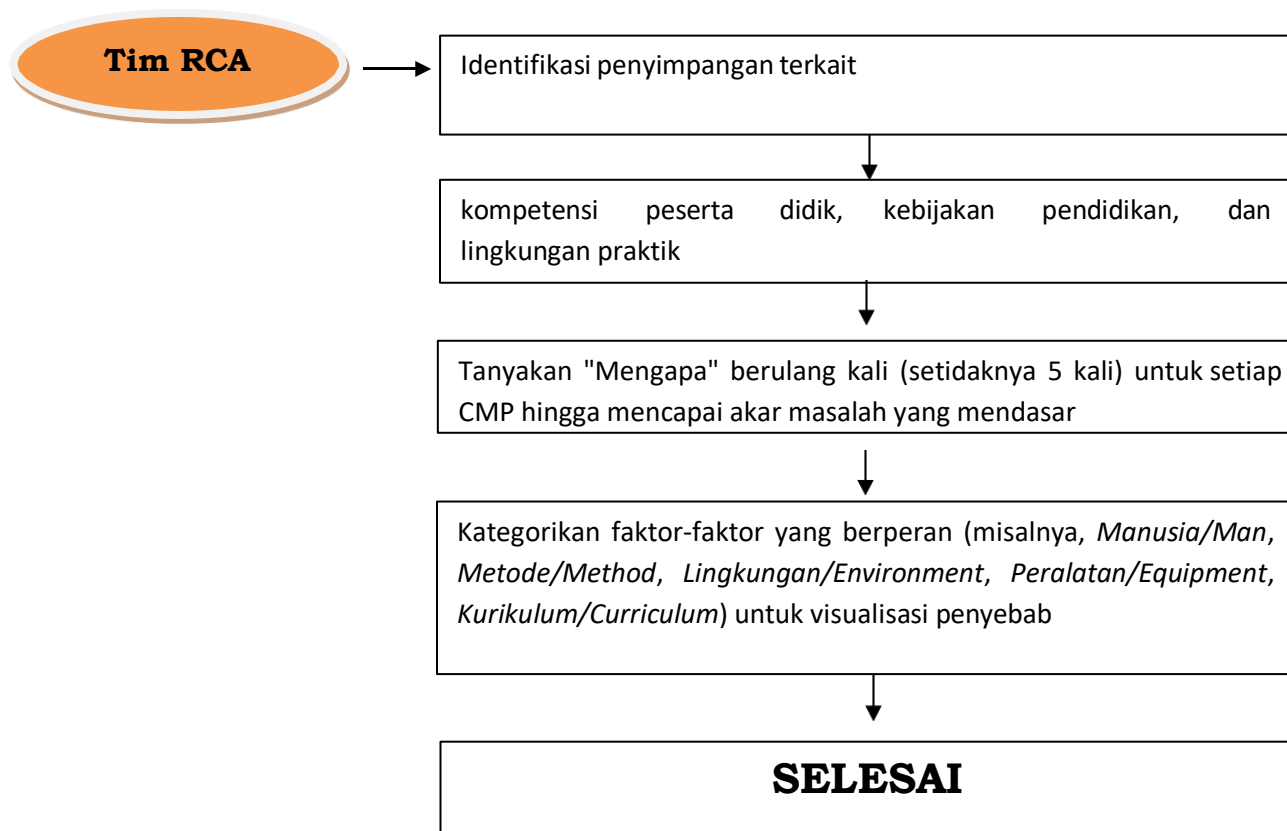 Tim RCA
Identifikasi penyimpangan terkait
kompetensi peserta didik, kebijakan pendidikan, dan
lingkungan praktik
Tanyakan "Mengapa" berulang kali (setidaknya 5 kali) untuk setiap
CMP hingga mencapai akar masalah yang mendasar
Kategorikan faktor-faktor yang berperan (misalnya, Manusia/Man,
Metode/Method, Lingkungan/Environment, Peralatan/Equipment,
Kurikulum/Curriculum) untuk visualisasi penyebab
SELESAI